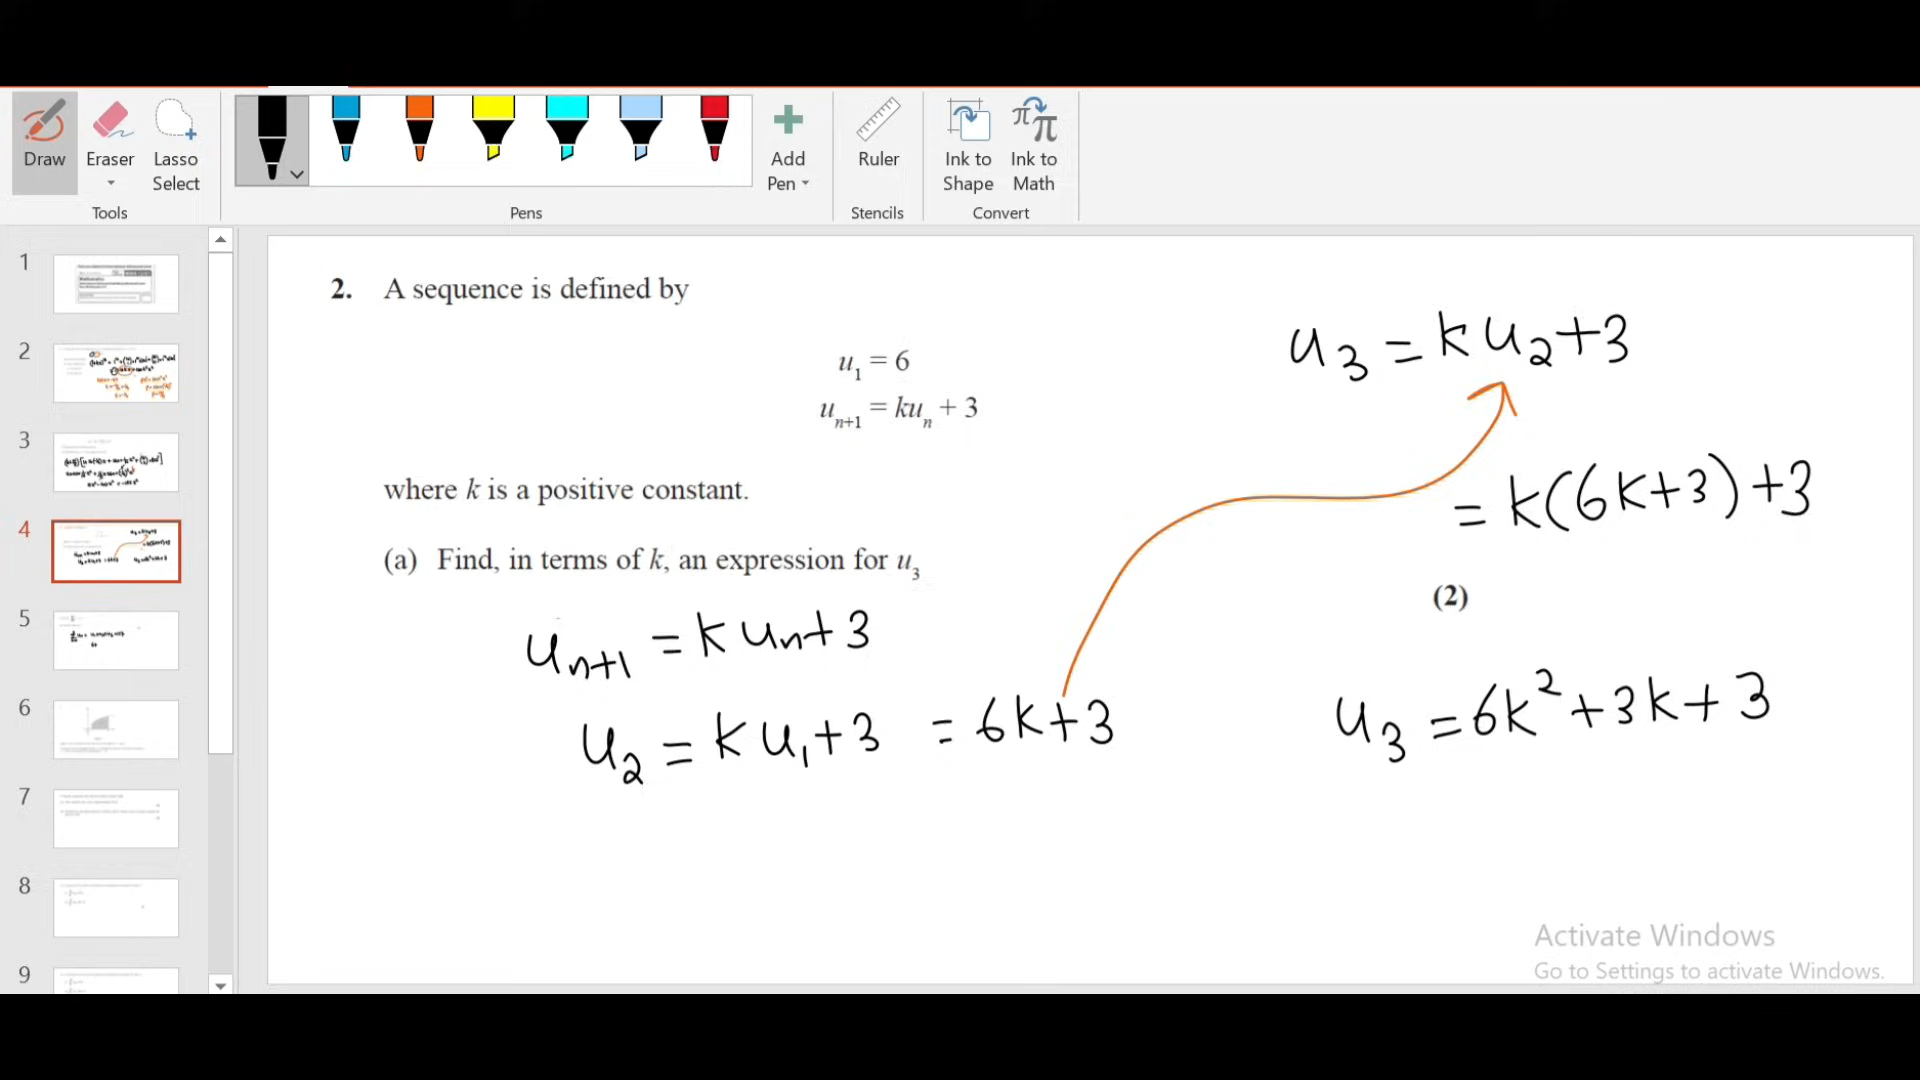 Draw
Eraser
Lasso
Select
Tools
Pens
Add
Pen
Ruler
Stencils
Ink to
Shape
Ink to
Math
Convert
1
2
3
4
5
6
7
8
9
2. A sequence is defined by
u₁ = 6
uₙ₊₁ = kuₙ + 3
where k is a positive constant.
(a) Find, in terms of k, an expression for u₃
(2)
uₙ₊₁ = k uₙ + 3
u₂ = k u₁ + 3 = 6k + 3
u₃ = k u₂ + 3
= k(6k+3) + 3
u₃ = 6k² + 3k + 3
Activate Windows
Go to Settings to activate Windows.